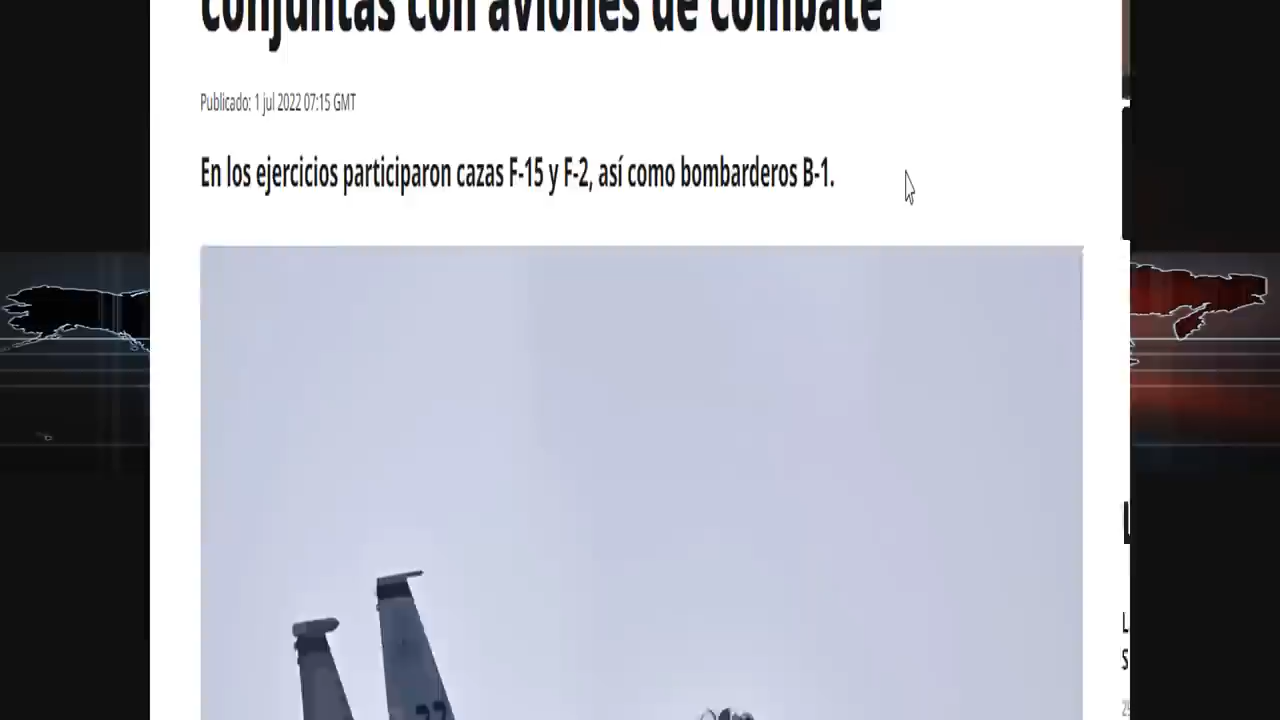 conjuntas con aviones de combate
Publicado: 1 jul 2022 07:15 GMT
En los ejercicios participaron cazas F-15 y F-2, así como bombarderos B-1.
L
L
S